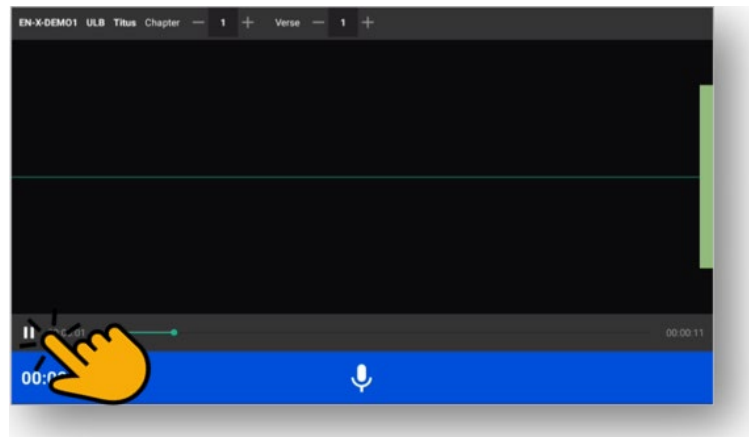 EN-X-DEMO1 ULB Titus Chapter — 1 + Verse — 1 +
00:00:11